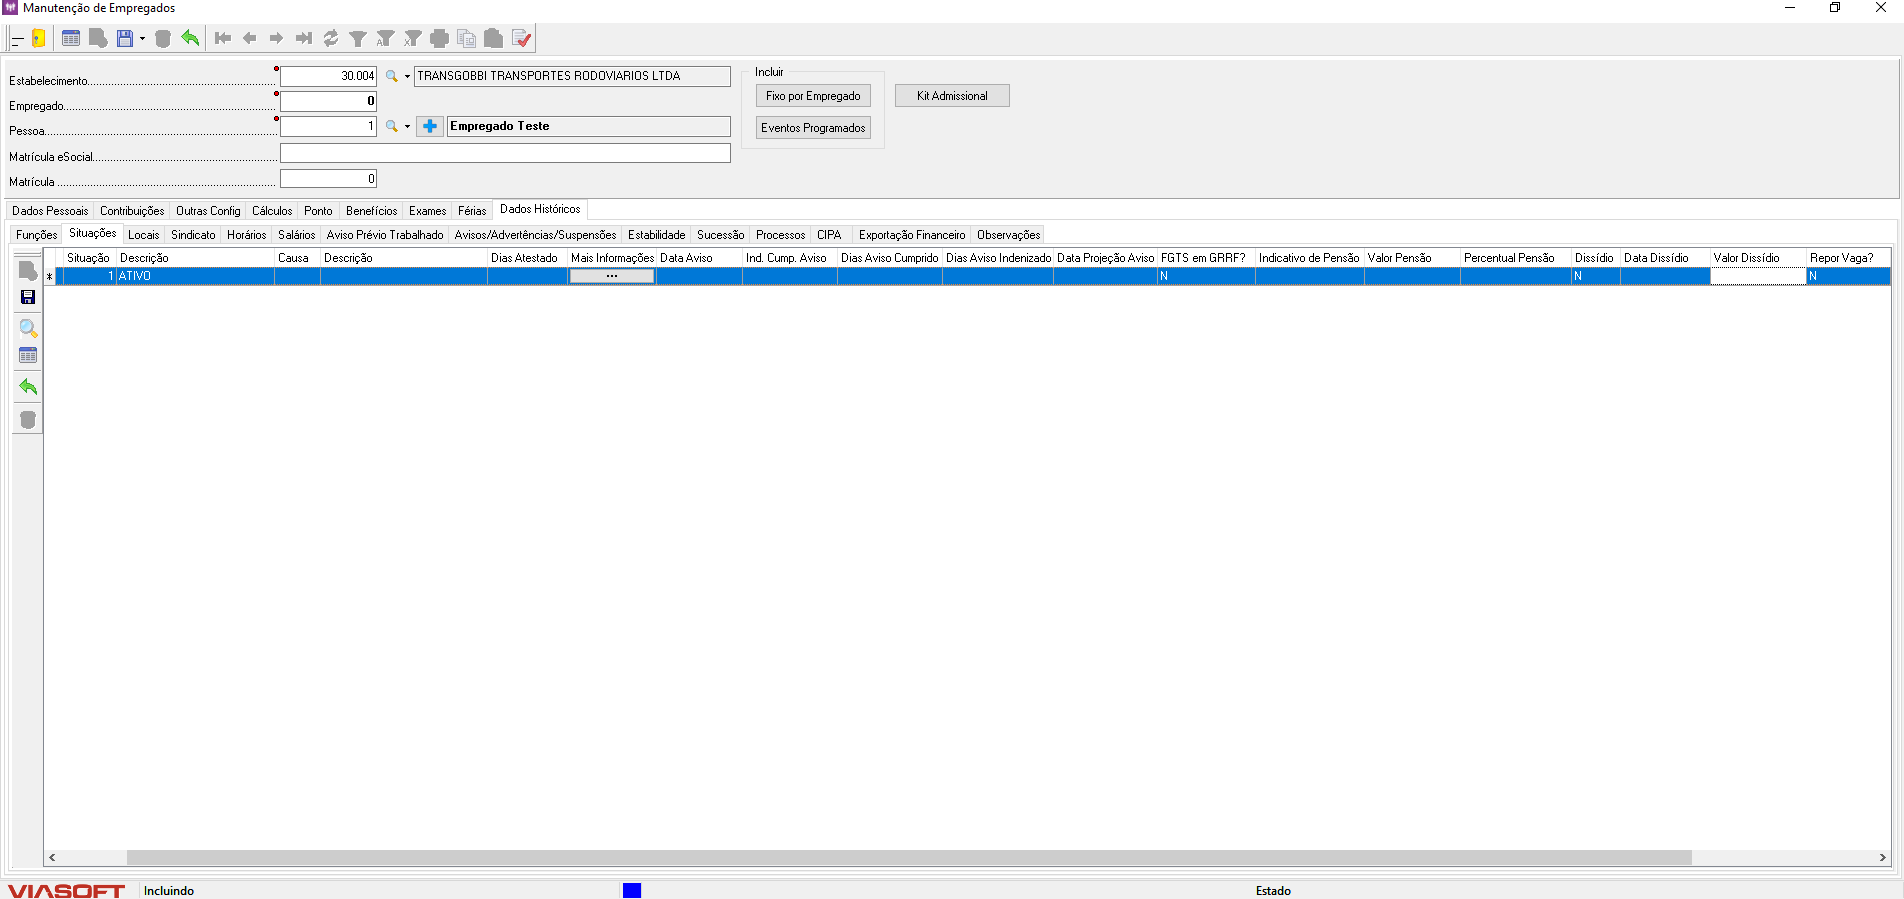 Manutenção de Empregados
Estabelecimento 30.004 TRANSGOBBI TRANSPORTES RODOVIARIOS LTDA
Empregado 0
Pessoa 1 Empregado Teste
Matrícula eSocial
Matrícula 0
Incluir
Fixo por Empregado
Eventos Programados
Kit Admissional
Dados Pessoais Contribuições Outras Config Cálculos Ponto Benefícios Exames Férias Dados Históricos
Funções Situações Locais Sindicato Horários Salários Aviso Prévio Trabalhado Avisos/Advertências/Suspensões Estabilidade Sucessão Processos CIPA Exportação Financeiro Observações
Situação Descrição Causa Descrição Dias Atestado Mais Informações Data Aviso Ind. Cump. Aviso Dias Aviso Cumprido Dias Aviso Indenizado Data Projeção Aviso FGTS em GRRF? Indicativo de Pensão Valor Pensão Percentual Pensão Dissídio Data Dissídio Valor Dissídio Repor Vaga?
* 1 ATIVO ... N N N
VIASOFT Incluindo Estado